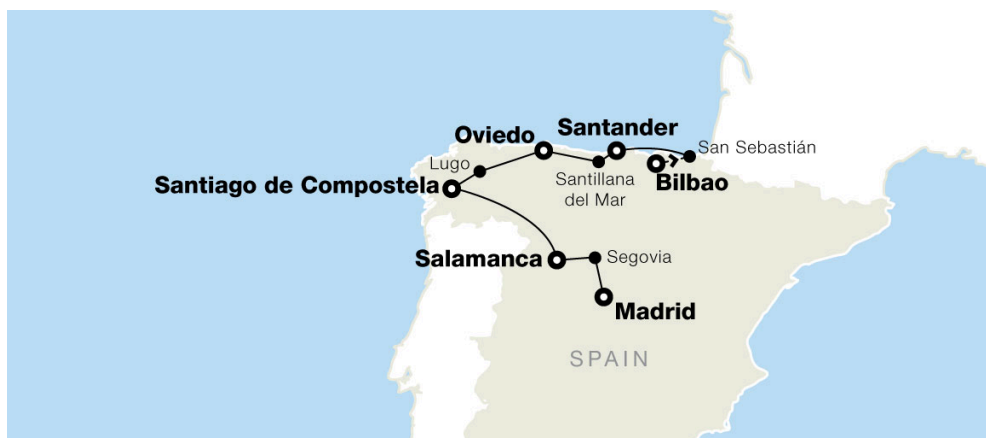 Santander
Oviedo
San Sebastián
Lugo
Santillana
del Mar
Bilbao
Santiago de Compostela
Salamanca
Segovia
Madrid
SPAIN